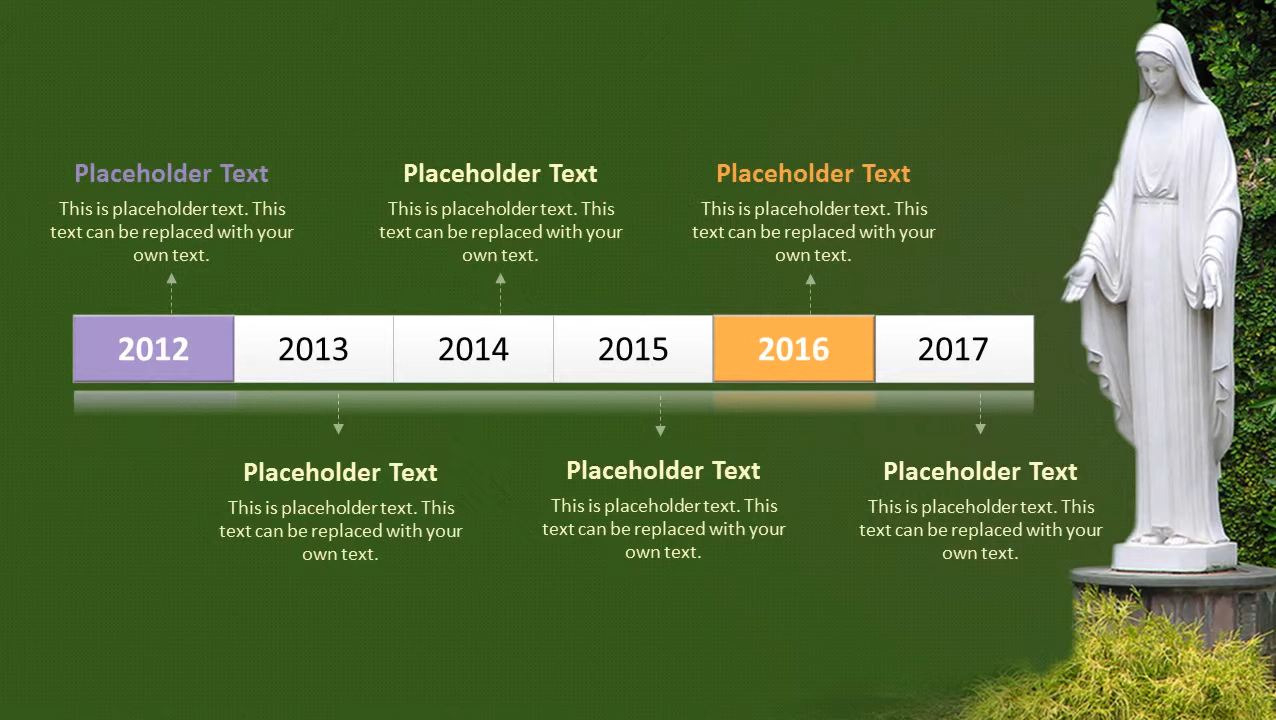 Placeholder Text
This is placeholder text. This
text can be replaced with your
own text.
Placeholder Text
This is placeholder text. This
text can be replaced with your
own text.
Placeholder Text
This is placeholder text. This
text can be replaced with your
own text.
2012 2013 2014 2015 2016 2017
Placeholder Text
This is placeholder text. This
text can be replaced with your
own text.
Placeholder Text
This is placeholder text. This
text can be replaced with your
own text.
Placeholder Text
This is placeholder text. This
text can be replaced with your
own text.